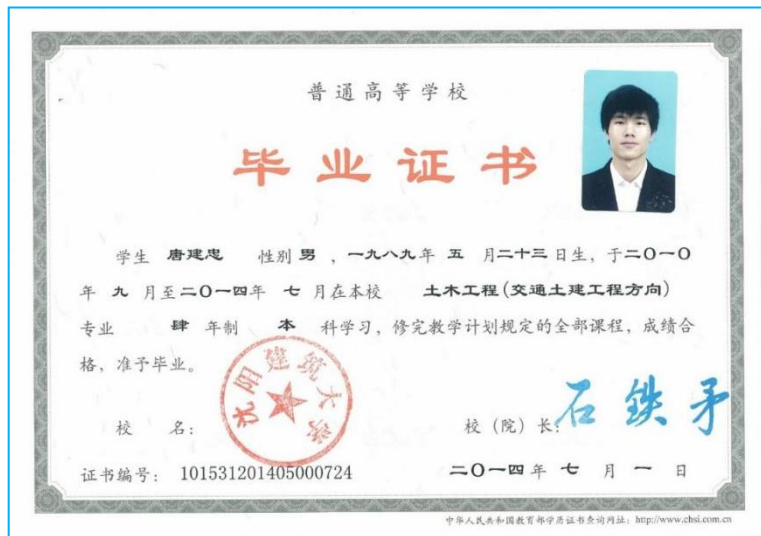 普通高等学校
毕业证书
学生 唐建忠 性别 男 ，一九八九年 五 月二十三日生，于二〇一〇
年 九 月至二〇一四年 七 月在本校 土木工程(交通土建工程方向)
专业 肆 年制 本 科学习，修完教学计划规定的全部课程，成绩合
格，准予毕业。
沈阳建筑大学
校 名： 校（院）长： 石铁矛
证书编号： 101531201405000724 二〇一四年 七 月 一 日
中华人民共和国教育部学历证书查询网址：http://www.chsi.com.cn